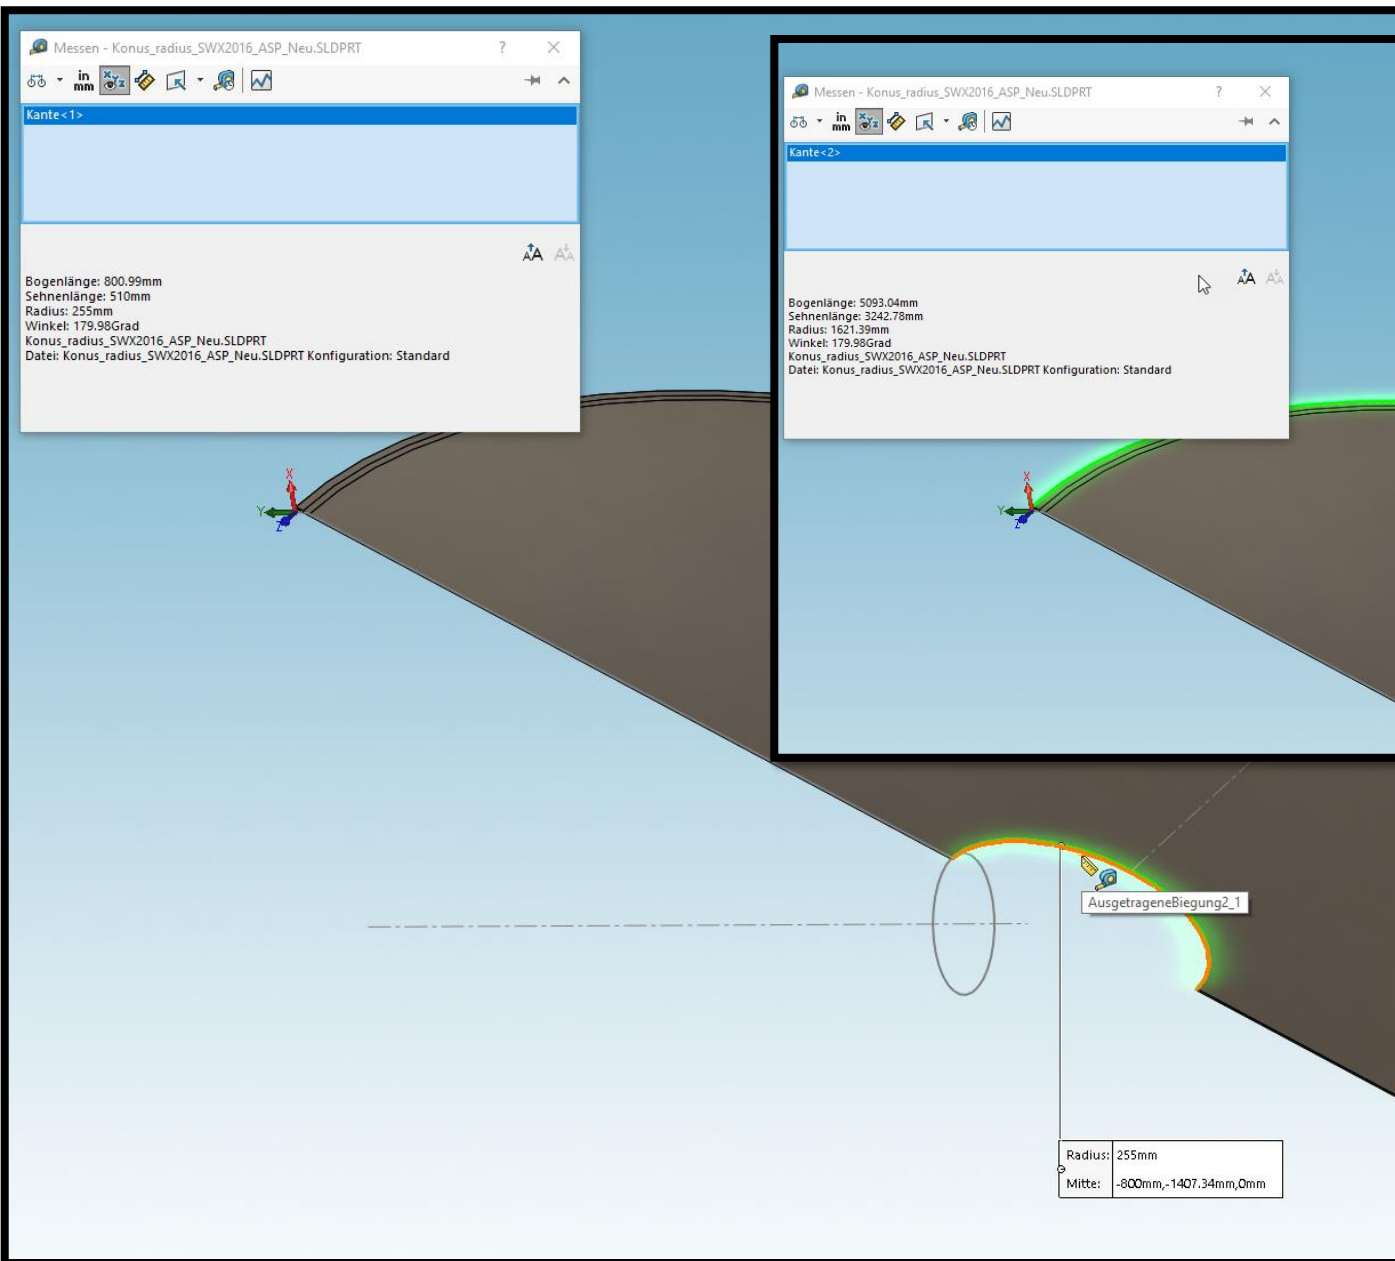 Messen - Konus_radius_SWX2016_ASP_Neu.SLDPRT
?
in
mm
Kante<1>
Bogenlänge: 800.99mm
Sehnenlänge: 510mm
Radius: 255mm
Winkel: 179.98Grad
Konus_radius_SWX2016_ASP_Neu.SLDPRT
Datei: Konus_radius_SWX2016_ASP_Neu.SLDPRT Konfiguration: Standard
X
Y
Z
Messen - Konus_radius_SWX2016_ASP_Neu.SLDPRT
?
in
mm
Kante<2>
Bogenlänge: 5093.04mm
Sehnenlänge: 3242.78mm
Radius: 1621.39mm
Winkel: 179.98Grad
Konus_radius_SWX2016_ASP_Neu.SLDPRT
Datei: Konus_radius_SWX2016_ASP_Neu.SLDPRT Konfiguration: Standard
X
Y
Z
AusgetrageneBiegung2_1
Radius: 255mm
Mitte: -800mm,-1407.34mm,0mm